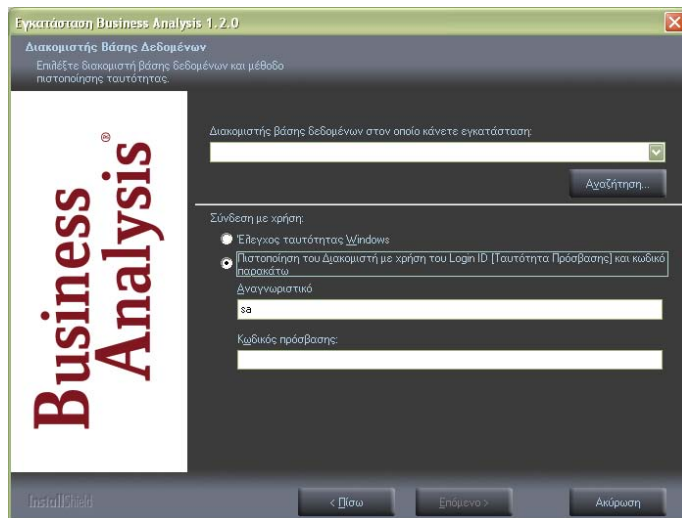 Εγκατάσταση Business Analysis 1.2.0
Διακομιστής Βάσης Δεδομένων
Επιλέξτε διακομιστή βάσης δεδομένων και μέθοδο
πιστοποίησης ταυτότητας.
Business
Analysis®
Διακομιστής βάσης δεδομένων στον οποίο κάνετε εγκατάσταση:
Αναζήτηση...
Σύνδεση με χρήση:
Έλεγχος ταυτότητας Windows
Πιστοποίηση του Διακομιστή με χρήση του Login ID [Ταυτότητα Πρόσβασης] και κωδικό
παρακάτω
Αναγνωριστικό
sa
Κωδικός πρόσβασης:
InstallShield
< Πίσω
Επόμενο >
Ακύρωση